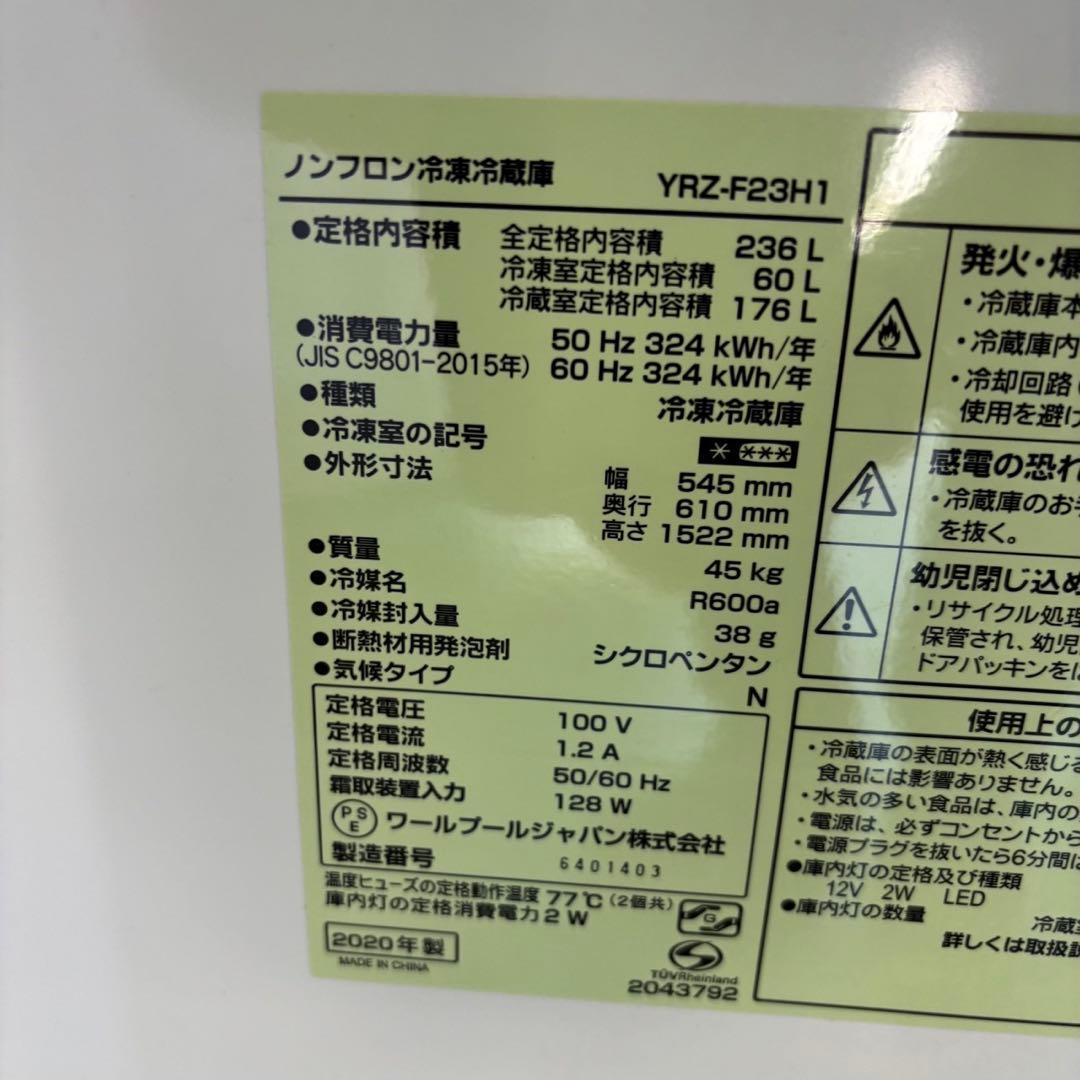 ノンフロン冷凍冷蔵庫 YRZ-F23H1
●定格内容積 全定格内容積 236 L
冷凍室定格内容積 60 L
冷蔵室定格内容積 176 L
●消費電力量 50 Hz 324 kWh/年
(JIS C9801-2015年) 60 Hz 324 kWh/年
●種類 冷凍冷蔵庫
●冷凍室の記号 * ***
●外形寸法 幅 545 mm
奥行 610 mm
高さ 1522 mm
●質量 45 kg
●冷媒名 R600a
●冷媒封入量 38 g
●断熱材用発泡剤 シクロペンタン
●気候タイプ N
定格電圧 100 V
定格電流 1.2 A
定格周波数 50/60 Hz
霜取装置入力 128 W
PSE ワールプールジャパン株式会社
製造番号 6401403
温度ヒューズの定格動作温度 77℃ (2個共)
庫内灯の定格消費電力 2 W
G
2020年製
MADE IN CHINA
TÜVRheinland
2043792
発火・爆
・冷蔵庫本
・冷蔵庫内
・冷却回路
使用を避け
感電の恐れ
・冷蔵庫のお手
を抜く。
幼児閉じ込め
・リサイクル処理
保管され、幼児
ドアパッキンをは
使用上の
・冷蔵庫の表面が熱く感じる
食品には影響ありません。
・水気の多い食品は、庫内の
・電源は、必ずコンセントから
・電源プラグを抜いたら6分間は
●庫内灯の定格及び種類
12V 2W LED
●庫内灯の数量
冷蔵室
詳しくは取扱説